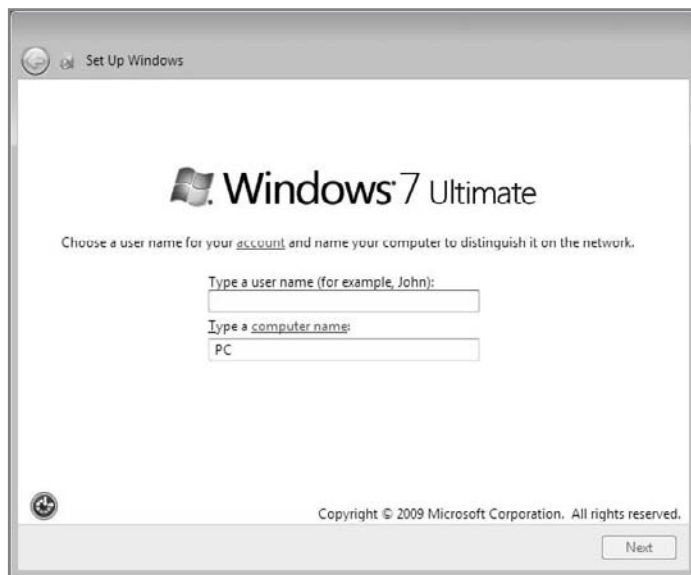 Set Up Windows
Windows 7 Ultimate
Choose a user name for your account and name your computer to distinguish it on the network.
Type a user name (for example, John):
Type a computer name:
PC
Copyright © 2009 Microsoft Corporation. All rights reserved.
Next